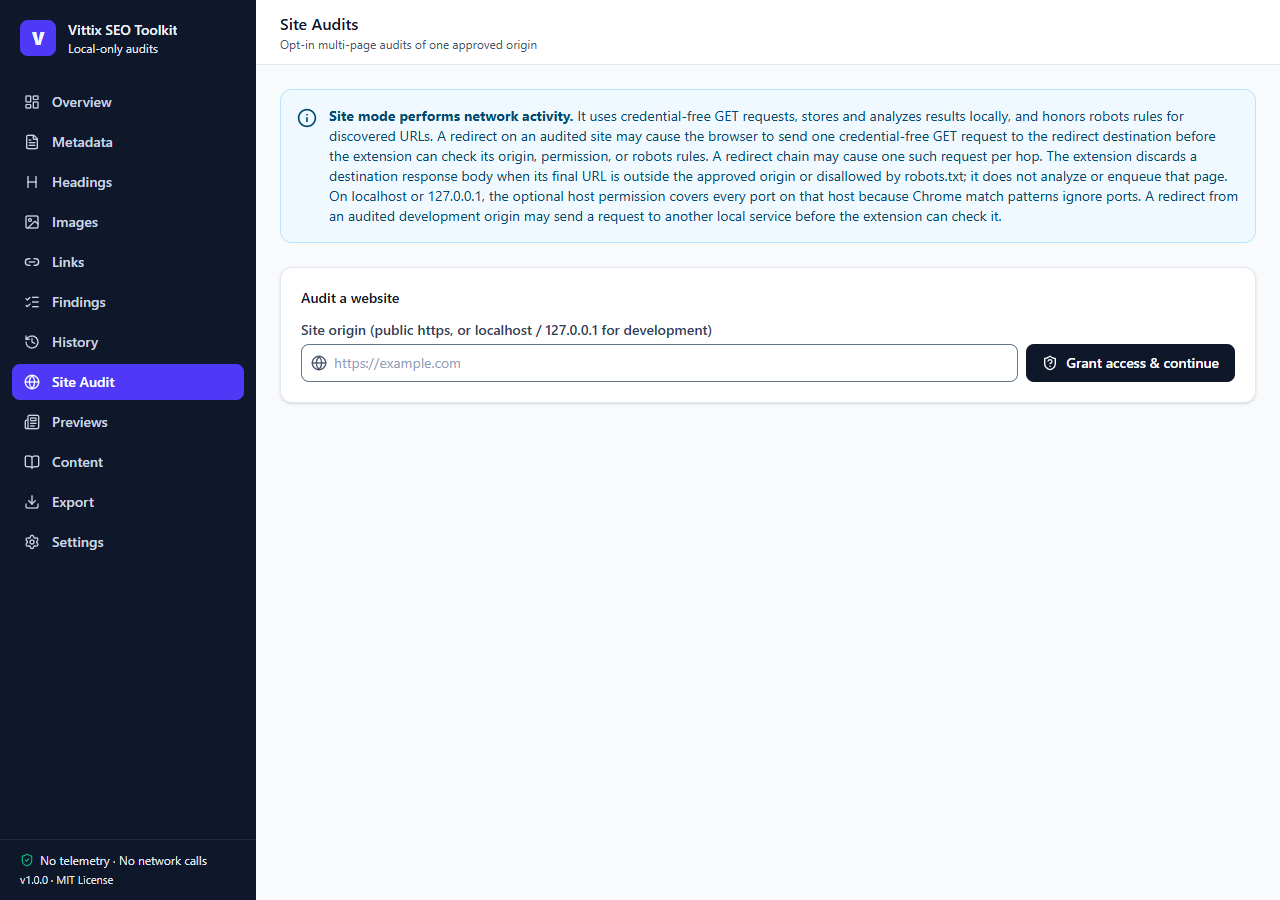 V
Vittix SEO Toolkit
Local-only audits
Overview
Metadata
Headings
Images
Links
Findings
History
Site Audit
Previews
Content
Export
Settings
No telemetry · No network calls
v1.0.0 · MIT License
Site Audits
Opt-in multi-page audits of one approved origin
Site mode performs network activity. It uses credential-free GET requests, stores and analyzes results locally, and honors robots rules for
discovered URLs. A redirect on an audited site may cause the browser to send one credential-free GET request to the redirect destination before
the extension can check its origin, permission, or robots rules. A redirect chain may cause one such request per hop. The extension discards a
destination response body when its final URL is outside the approved origin or disallowed by robots.txt; it does not analyze or enqueue that page.
On localhost or 127.0.0.1, the optional host permission covers every port on that host because Chrome match patterns ignore ports. A redirect from
an audited development origin may send a request to another local service before the extension can check it.
Audit a website
Site origin (public https, or localhost / 127.0.0.1 for development)
https://example.com
Grant access & continue